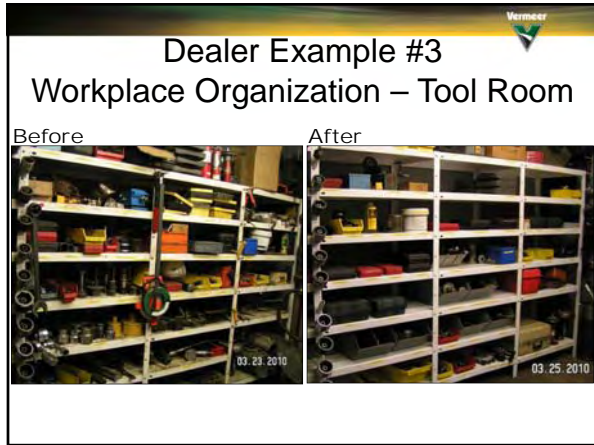 Vermeer
Dealer Example #3
Workplace Organization – Tool Room
Before
After
03.23.2010
03.25.2010